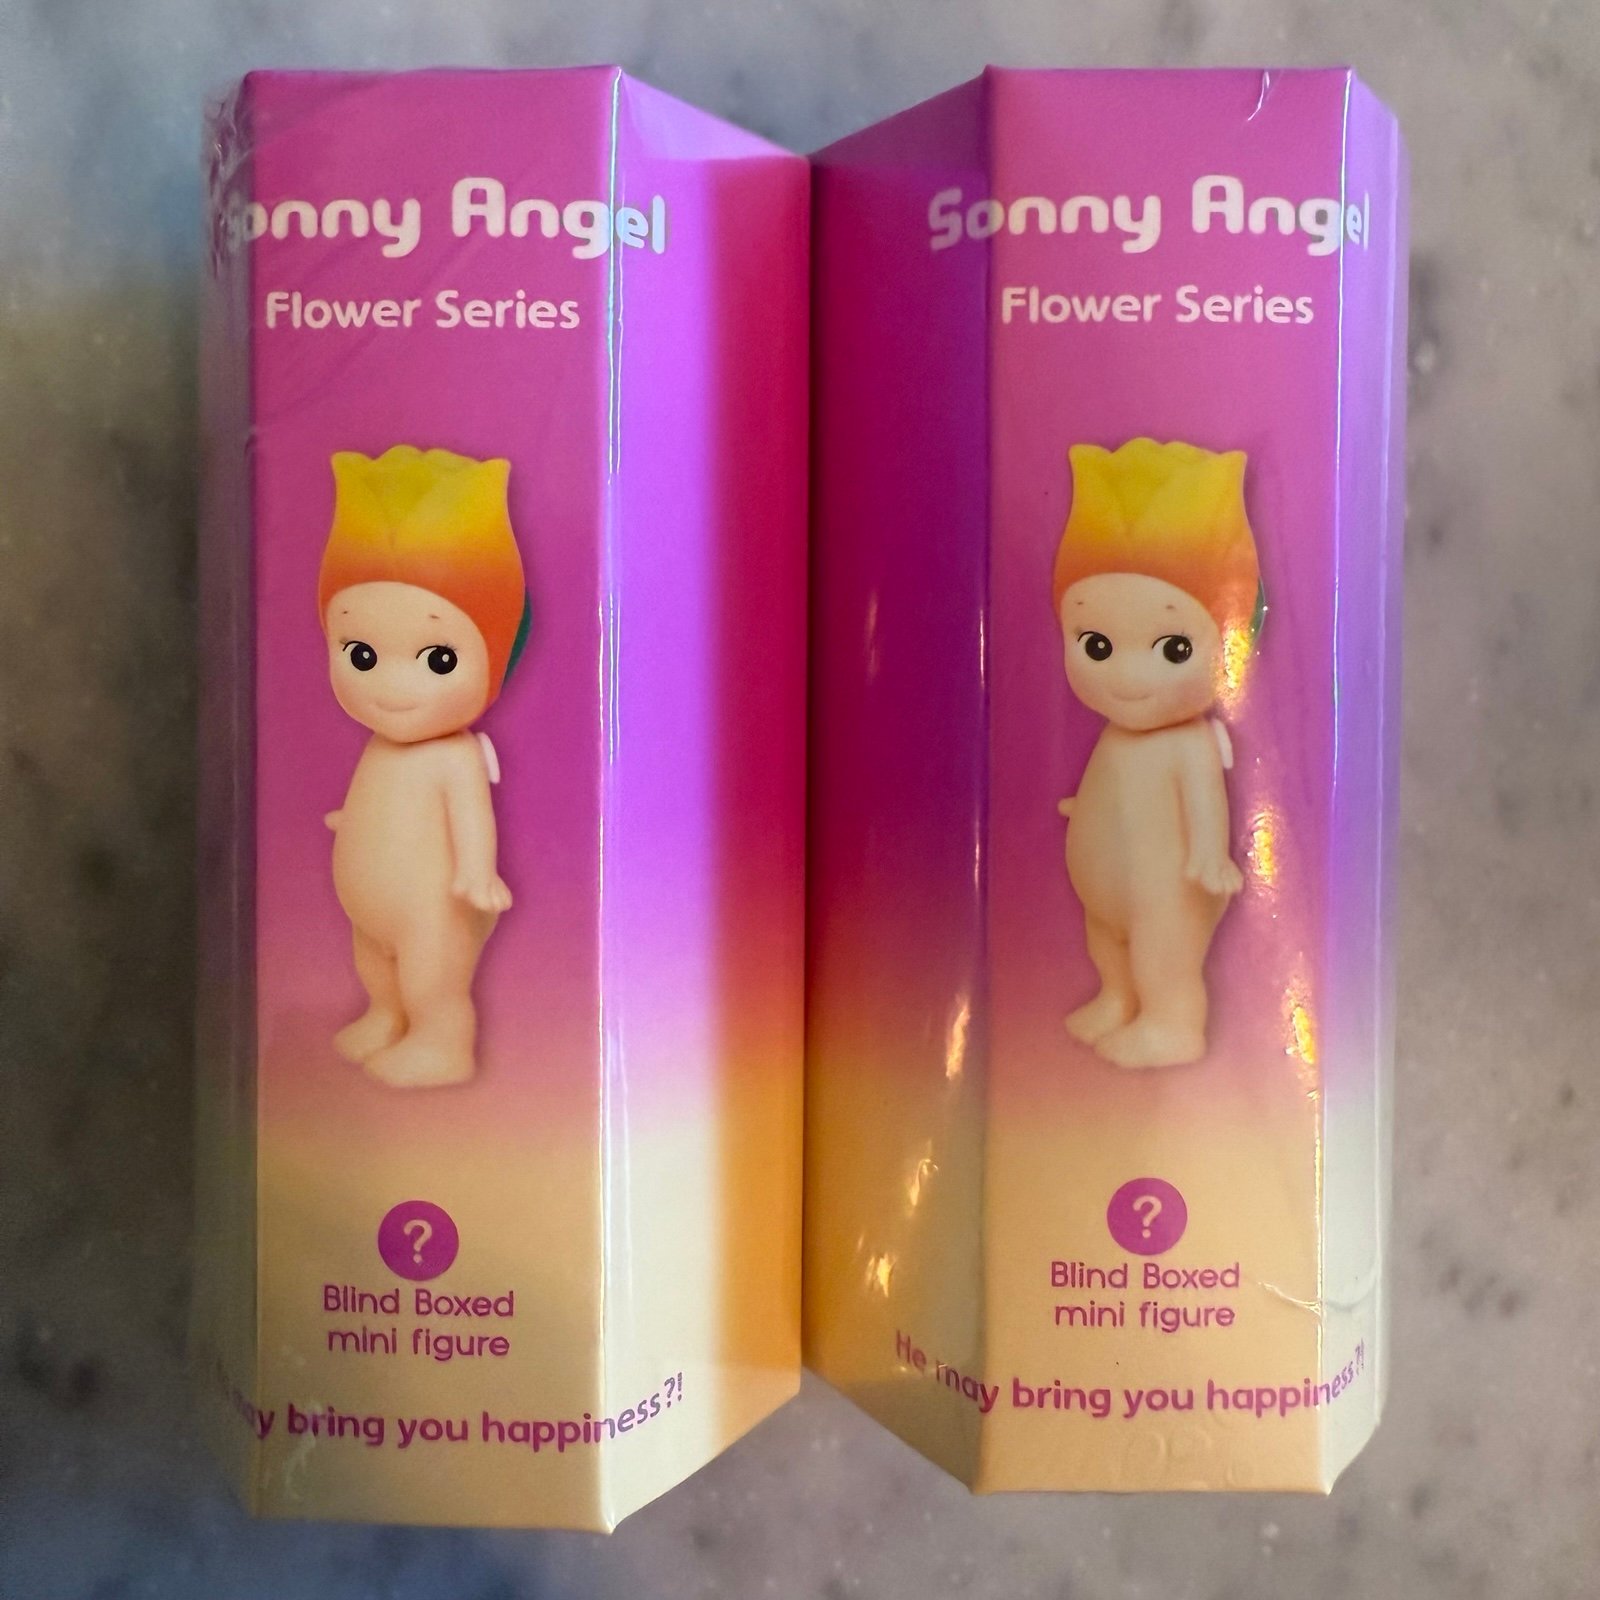 Sonny Angel
Flower Series
?
Blind Boxed
mini figure
may bring you happiness?!
Sonny Angel
Flower Series
?
Blind Boxed
mini figure
He may bring you happiness?!